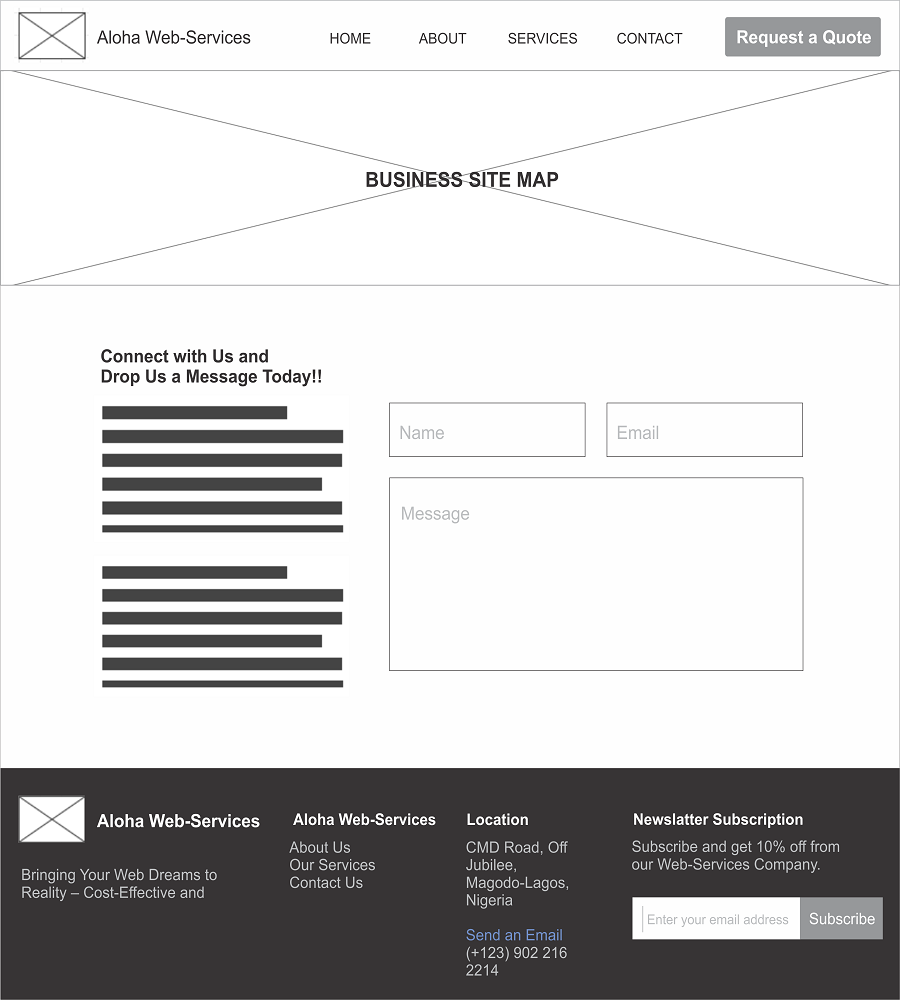 Aloha Web-Services
HOME
ABOUT
SERVICES
CONTACT
Request a Quote
BUSINESS SITE MAP
Connect with Us and
Drop Us a Message Today!!
Name
Email
Message
Aloha Web-Services
Bringing Your Web Dreams to
Reality – Cost-Effective and
Aloha Web-Services
About Us
Our Services
Contact Us
Location
CMD Road, Off
Jubilee,
Magodo-Lagos,
Nigeria
Send an Email
(+123) 902 216
2214
Newslatter Subscription
Subscribe and get 10% off from
our Web-Services Company.
Enter your email address
Subscribe